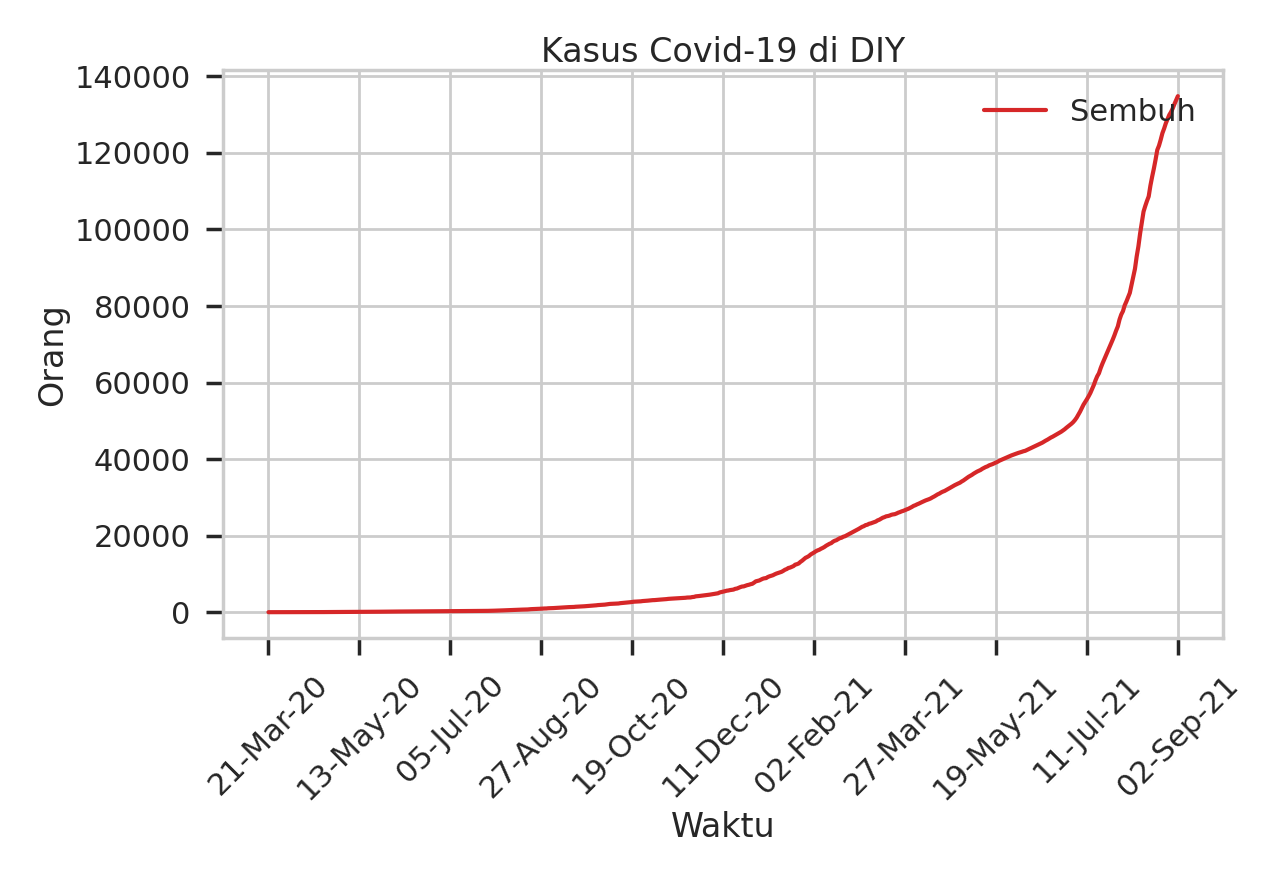 Kasus Covid-19 di DIY
Sembuh
Orang
140000
120000
100000
80000
60000
40000
20000
0
21-Mar-20
13-May-20
05-Jul-20
27-Aug-20
19-Oct-20
11-Dec-20
02-Feb-21
27-Mar-21
19-May-21
11-Jul-21
02-Sep-21
Waktu